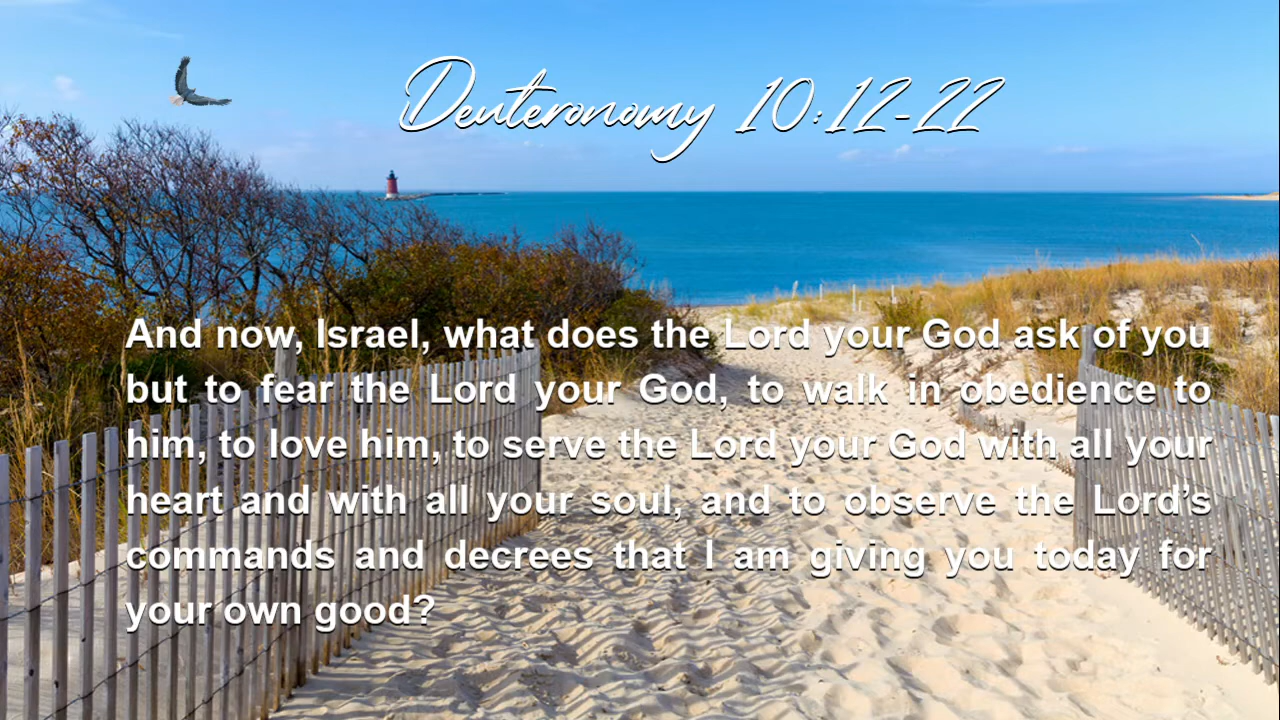 Deuteronomy 10:12-22
And now, Israel, what does the Lord your God ask of you
but to fear the Lord your God, to walk in obedience to
him, to love him, to serve the Lord your God with all your
heart and with all your soul, and to observe the Lord’s
commands and decrees that I am giving you today for
your own good?